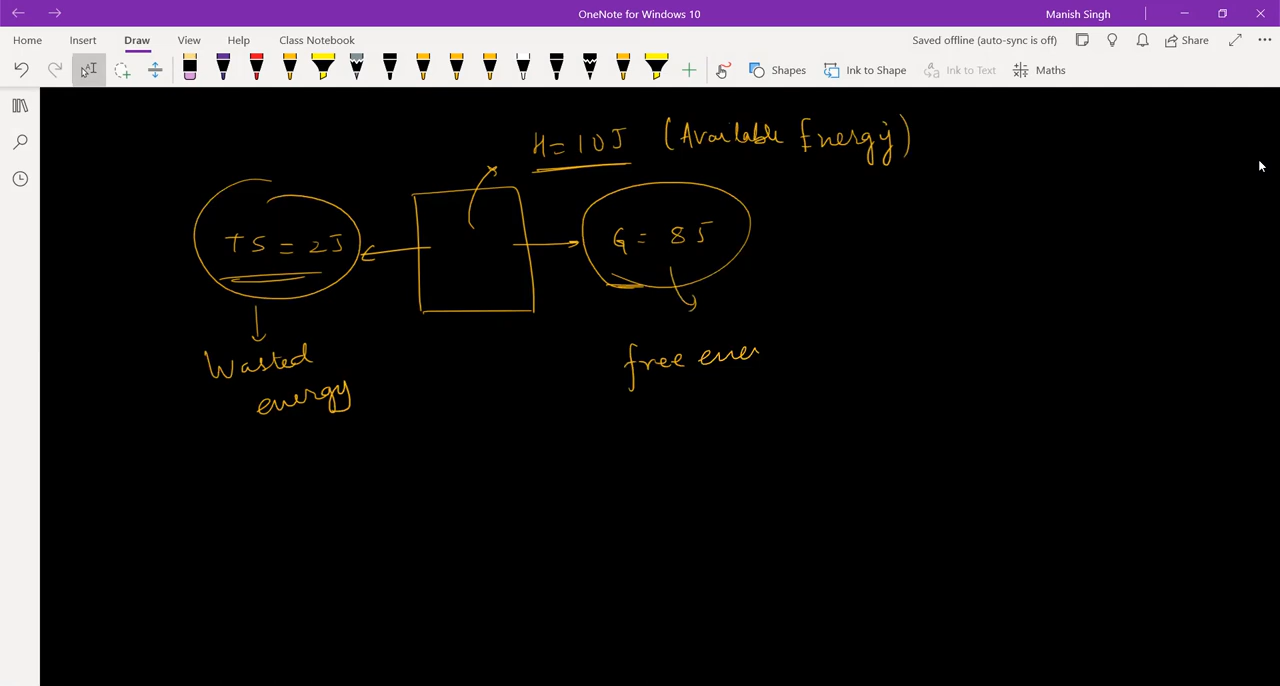 OneNote for Windows 10
Manish Singh
Home Insert Draw View Help Class Notebook
Saved offline (auto-sync is off) Share
Shapes Ink to Shape Ink to Text Maths
H = 10 J (Available Energy)
TS = 2J
G = 8 J
Wasted
energy
free ener